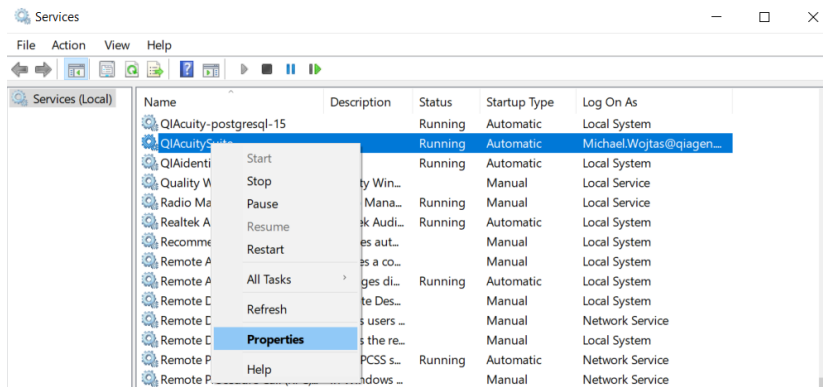 Services
File Action View Help
Services (Local)
Name Description Status Startup Type Log On As
QIAcuity-postgresql-15 Running Automatic Local System
QIAcuitySuite Running Automatic Michael.Wojtas@qiagen....
QIAidenti Running Automatic Local System
Start
Quality W ty Win... Manual Local Service
Stop
Radio Ma Mana... Running Manual Local Service
Pause
Realtek A k Audi... Running Automatic Local System
Resume
Recomme es aut... Manual Local System
Restart
Remote A s a co... Manual Local System
Remote A ges di... Running Automatic Local System
All Tasks
Remote D te Des... Manual Local System
Refresh
Remote D s users ... Manual Network Service
Remote D s the re... Manual Local System
Properties
Remote P PCSS s... Running Automatic Network Service
Help
Remote P Windows ... Manual Network Service